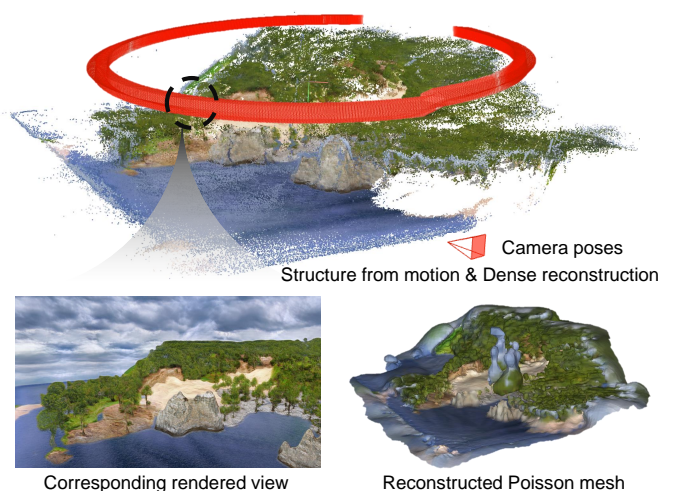 Camera poses
Structure from motion & Dense reconstruction
Corresponding rendered view
Reconstructed Poisson mesh